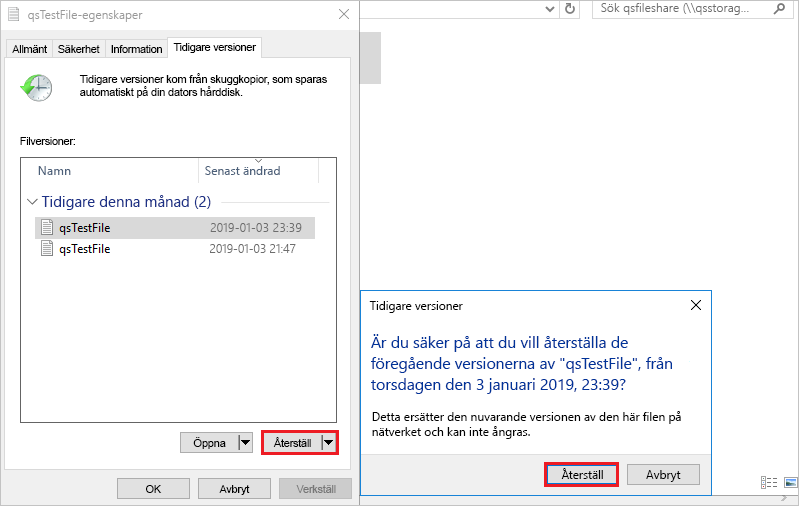 qsTestFile-egenskaper
Allmänt Säkerhet Information Tidigare versioner
Tidigare versioner kom från skuggkopior, som sparas
automatiskt på din dators hårddisk.
Filversioner:
Namn Senast ändrad
Tidigare denna månad (2)
qsTestFile 2019-01-03 23:39
qsTestFile 2019-01-03 21:47
Öppna Återställ
OK Avbryt Verkställ
Sök qsfileshare (\\qsstorag...
Tidigare versioner
Är du säker på att du vill återställa de
föregående versionerna av "qsTestFile", från
torsdagen den 3 januari 2019, 23:39?
Detta ersätter den nuvarande versionen av den här filen på
nätverket och kan inte ångras.
Återställ Avbryt